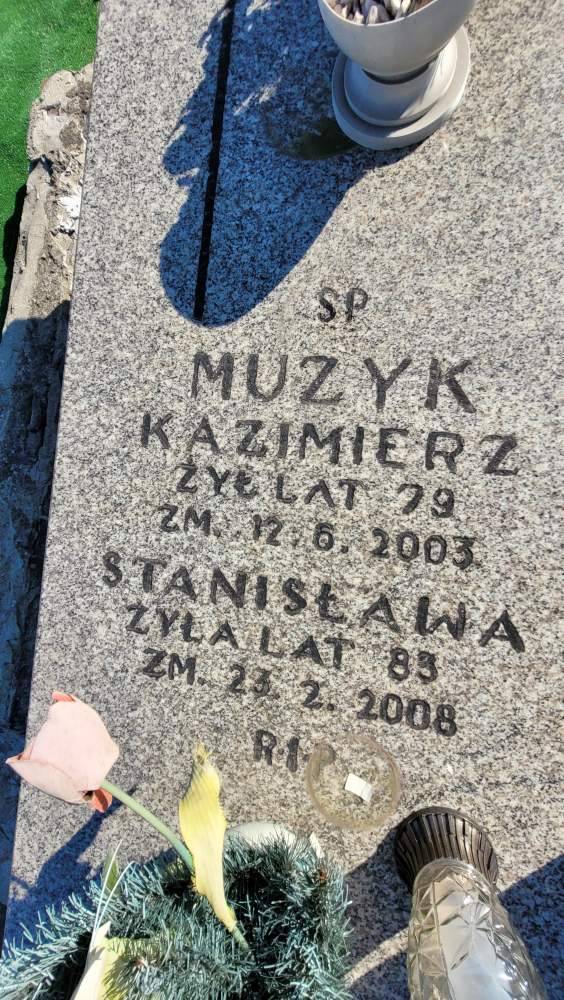 SP
MUZYK
KAZIMIERZ
ŻYŁ LAT 79
ZM. 12.6.2003
STANISŁAWA
ŻYŁA LAT 83
ZM. 23.2.2008
R.I.